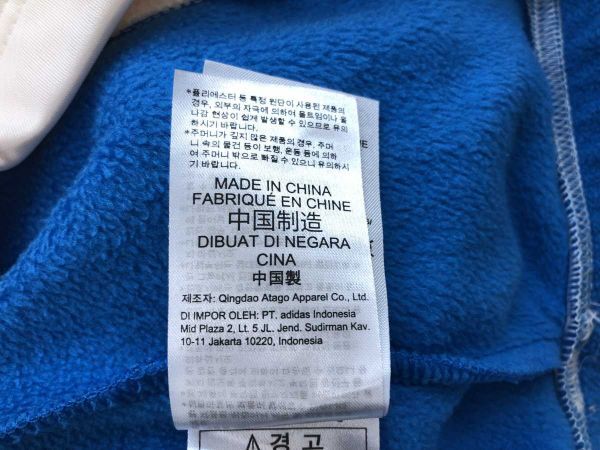 *폴리에스터 등 특정 원단이 사용된 제품의
경우, 외부의 자극에 의하여 올트임이나 올
나감 현상이 쉽게 발생할 수 있으므로 유의
하시기 바랍니다.
*주머니가 깊지 않은 제품의 경우, 주머
니 속의 물건 등이 보행, 운동 등에 의하
여 주머니 밖으로 빠질 수 있으니 유의하시
기 바랍니다.
MADE IN CHINA
FABRIQUÉ EN CHINE
中国制造
DIBUAT DI NEGARA
CINA
中国製
제조자: Qingdao Atago Apparel Co., Ltd.
DI IMPOR OLEH: PT. adidas Indonesia
Mid Plaza 2, Lt. 5 JL. Jend. Sudirman Kav.
10-11 Jakarta 10220, Indonesia
경고